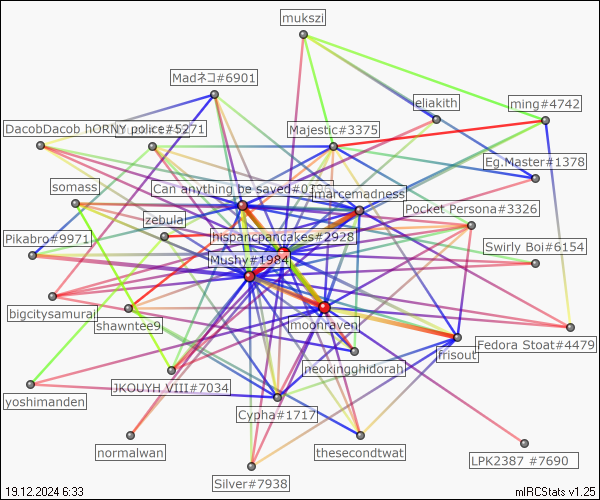 mukszi
Madネコ#6901
eliakith
ming#4742
DacobDacob hORNY police#5271
Majestic#3375
Eg.Master#1378
somass
Can anything be saved#0
jmarcemadness
zebula
Pocket Persona#3326
Pikabro#9971
hispancpancakes#2928
Swirly Boi#6154
Mushy#1984
bigcitysamurai
shawntee9
moonraven
frisout
Fedora Stoat#4479
neokingghidorah
JKOUYH VIII#7034
yoshimanden
Cypha#1717
normalwan
thesecondtwat
LPK2387 #7690
Silver#7938
19.12.2024 6:33
mIRCStats v1.25